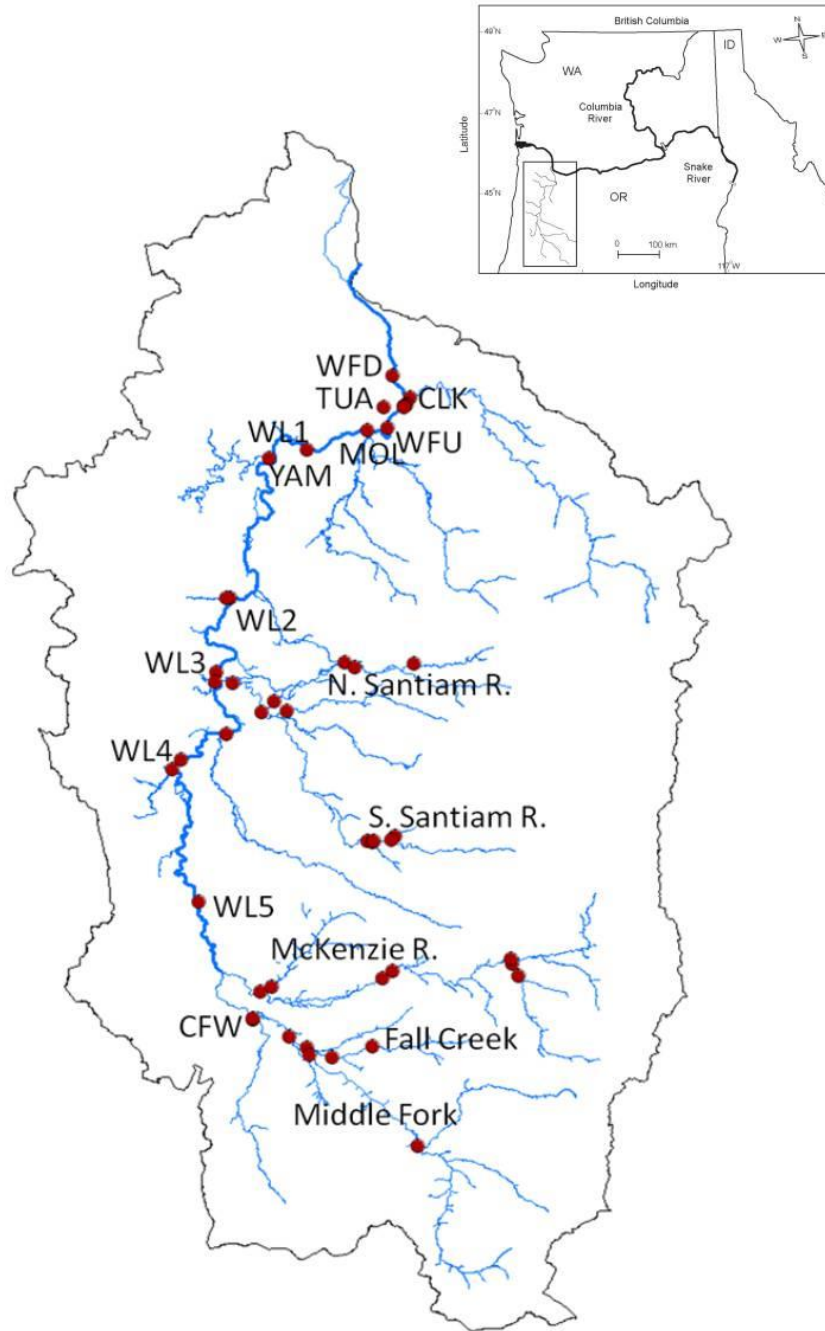 British Columbia
N
W
E
S
49°N
ID
WA
47°N
Columbia
River
Latitude
Snake
River
45°N
OR
0 100 km
117°W
Longitude
WFD
TUA
CLK
WL1
MOL
WFU
YAM
WL2
WL3
N. Santiam R.
WL4
S. Santiam R.
WL5
McKenzie R.
CFW
Fall Creek
Middle Fork